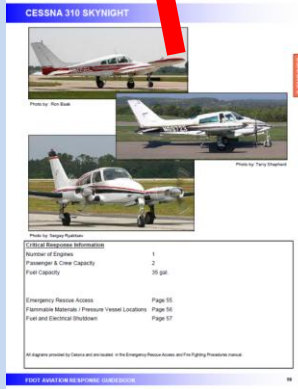 CESSNA 310 SKYNIGHT
Photo by: Ron Baak
Photo by: Terry Shepherd
Photo by: Sergey Ryabtsev
Critical Response Information
Number of Engines 1
Passenger & Crew Capacity 2
Fuel Capacity 35 gal.
Emergency Rescue Access Page 55
Flammable Materials / Pressure Vessel Locations Page 56
Fuel and Electrical Shutdown Page 57
All diagrams provided by Cessna and are located in the Emergency Rescue Access and Fire Fighting Procedures manual.
FDOT AVIATION RESPONSE GUIDEBOOK